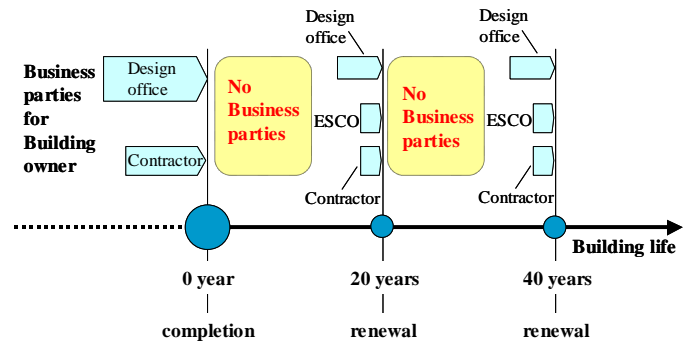 Business
parties
for
Building
owner
Design
office
Contractor
No
Business
parties
Design
office
ESCO
Contractor
No
Business
parties
Design
office
ESCO
Contractor
Building life
0 year
20 years
40 years
completion
renewal
renewal